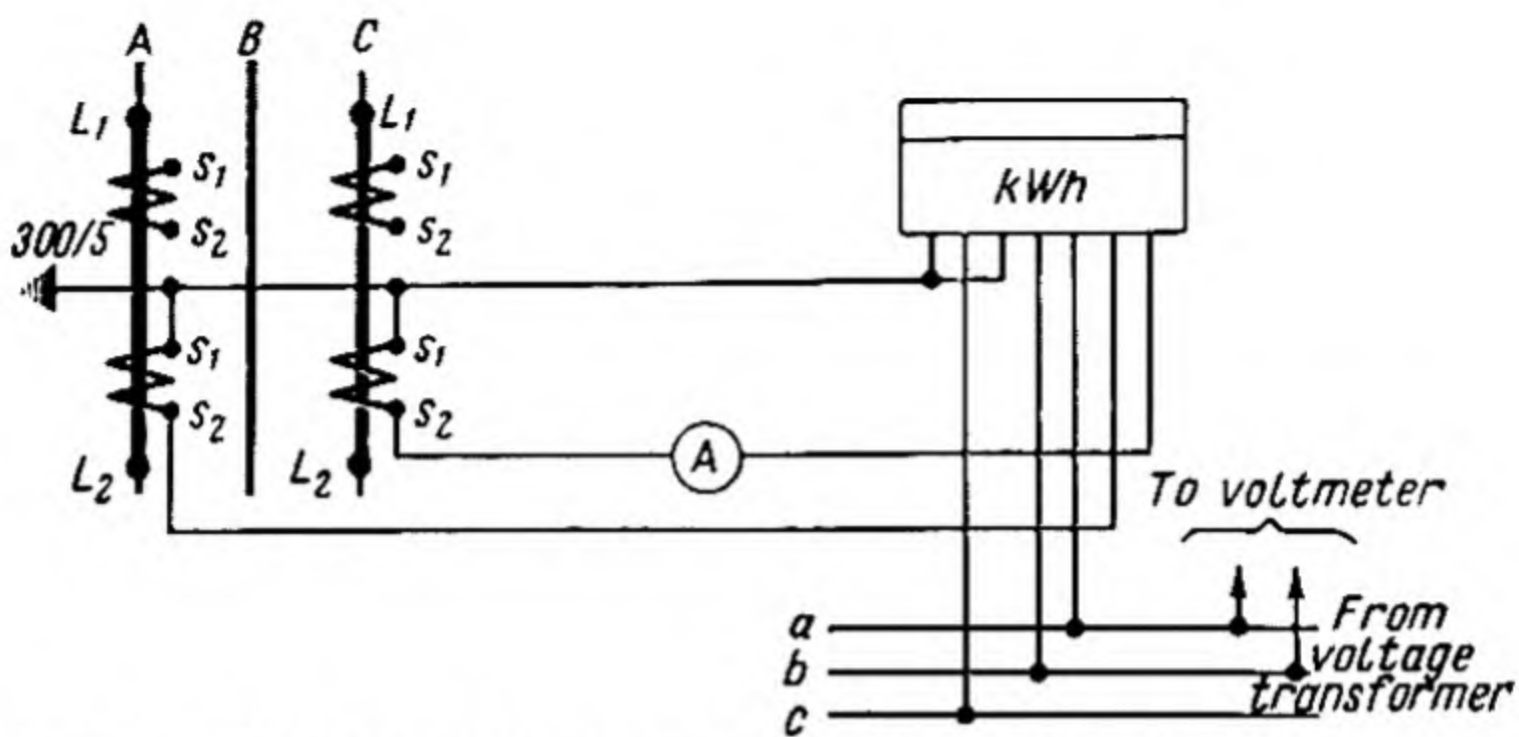 A B C
L1 L1
S1 S1
kWh
S2 S2
300/5
S1 S1
S2 S2
A
L2 L2
To voltmeter
a From
b voltage
transformer
c